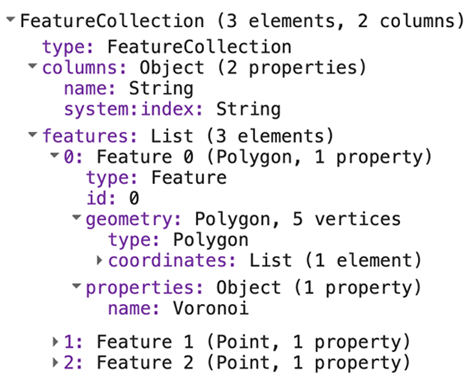 FeatureCollection (3 elements, 2 columns)
type: FeatureCollection
columns: Object (2 properties)
name: String
system:index: String
features: List (3 elements)
0: Feature 0 (Polygon, 1 property)
type: Feature
id: 0
geometry: Polygon, 5 vertices
type: Polygon
coordinates: List (1 element)
properties: Object (1 property)
name: Voronoi
1: Feature 1 (Point, 1 property)
2: Feature 2 (Point, 1 property)